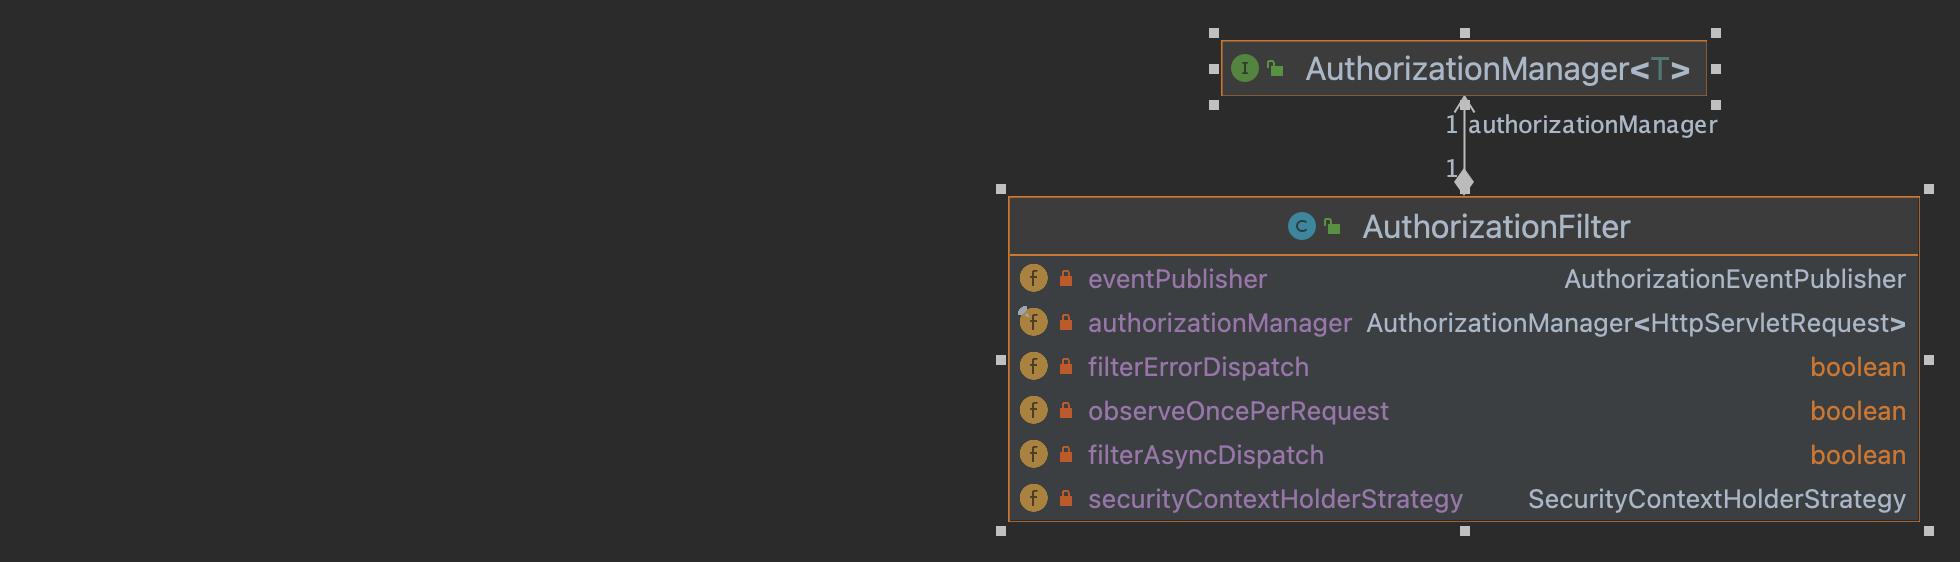 I AuthorizationManager<T>
1 authorizationManager
1
C AuthorizationFilter
f eventPublisher AuthorizationEventPublisher
f authorizationManager AuthorizationManager<HttpServletRequest>
f filterErrorDispatch boolean
f observeOncePerRequest boolean
f filterAsyncDispatch boolean
f securityContextHolderStrategy SecurityContextHolderStrategy